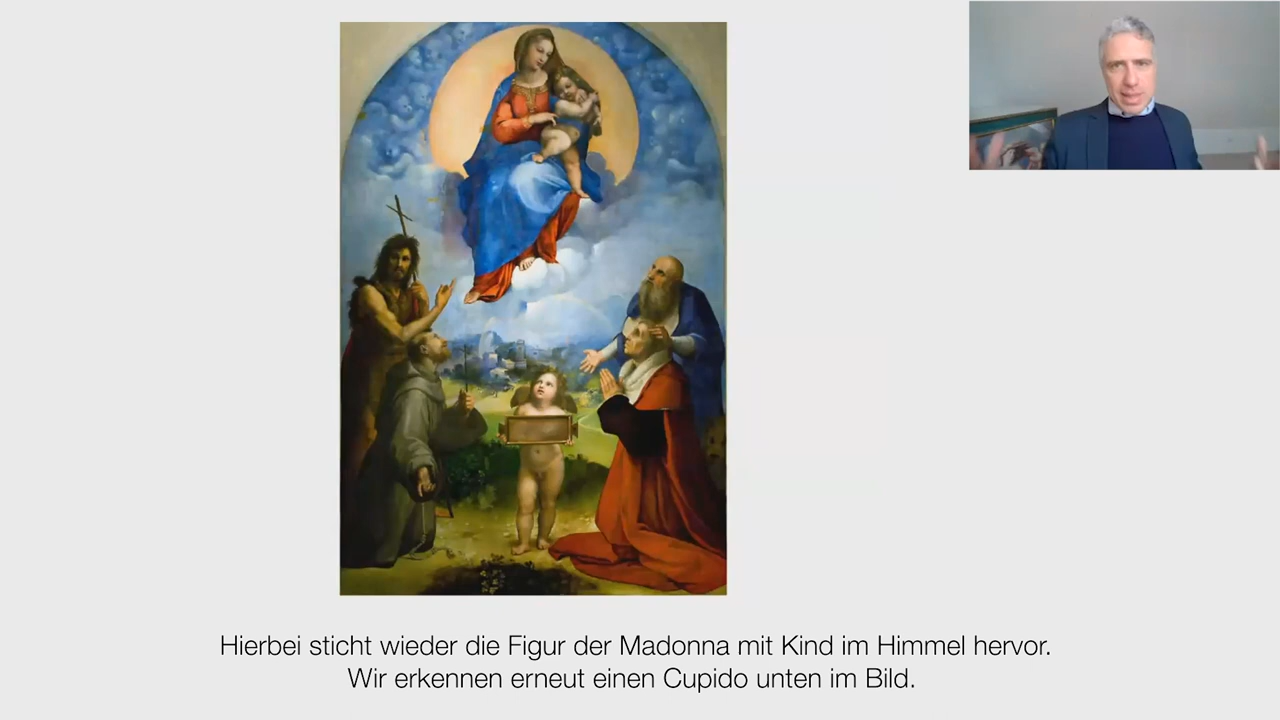 Hierbei sticht wieder die Figur der Madonna mit Kind im Himmel hervor.
Wir erkennen erneut einen Cupido unten im Bild.